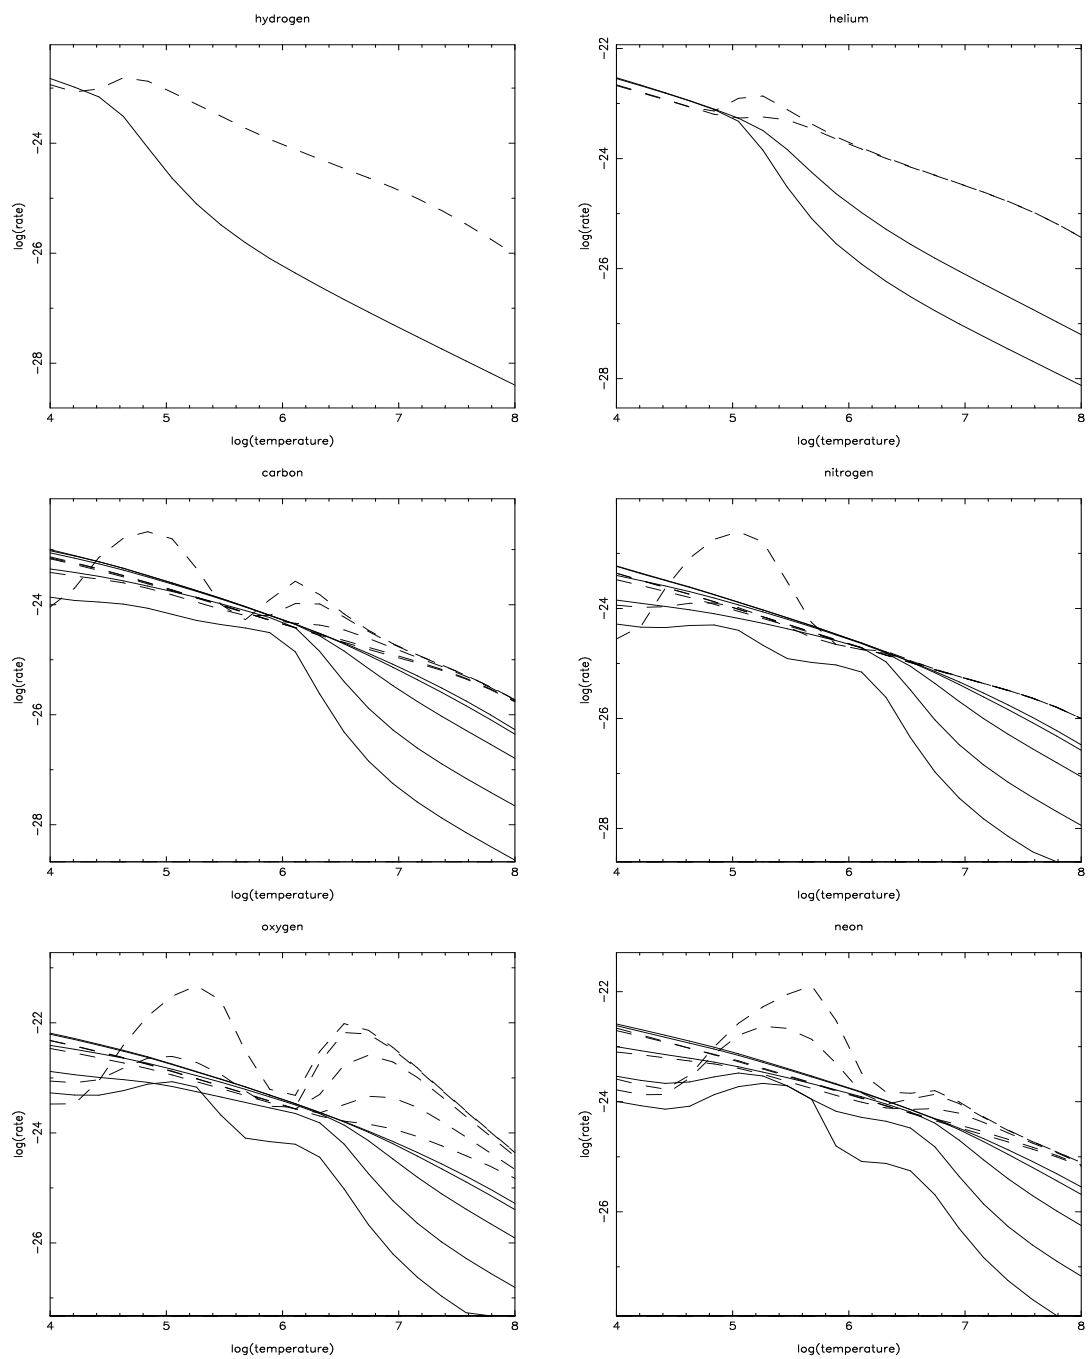 hydrogen
helium
-24
-26
-28
log(rate)
4 5 6 7 8
log(temperature)
-22
-24
-26
-28
log(rate)
4 5 6 7 8
log(temperature)
carbon
nitrogen
-24
-26
-28
log(rate)
4 5 6 7 8
log(temperature)
-24
-26
-28
log(rate)
4 5 6 7 8
log(temperature)
oxygen
neon
-22
-24
-26
log(rate)
4 5 6 7 8
log(temperature)
-22
-24
-26
log(rate)
4 5 6 7 8
log(temperature)